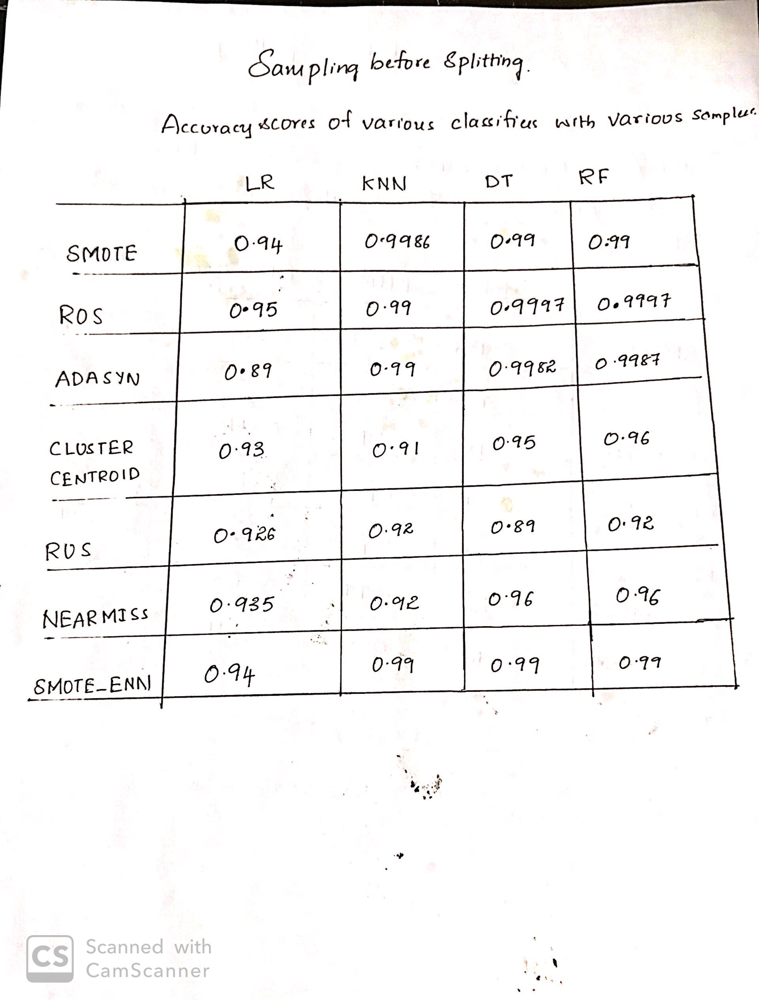 Sampling before Splitting.
Accuracy scores of various classifiers with various samplers.
LR KNN DT RF
SMOTE 0.94 0.9986 0.99 0.99
ROS 0.95 0.99 0.9997 0.9997
ADASYN 0.89 0.99 0.9982 0.9987
CLUSTER CENTROID 0.93 0.91 0.95 0.96
RUS 0.926 0.92 0.89 0.92
NEARMISS 0.935 0.92 0.96 0.96
SMOTE_ENN 0.94 0.99 0.99 0.99
CS Scanned with
CamScanner